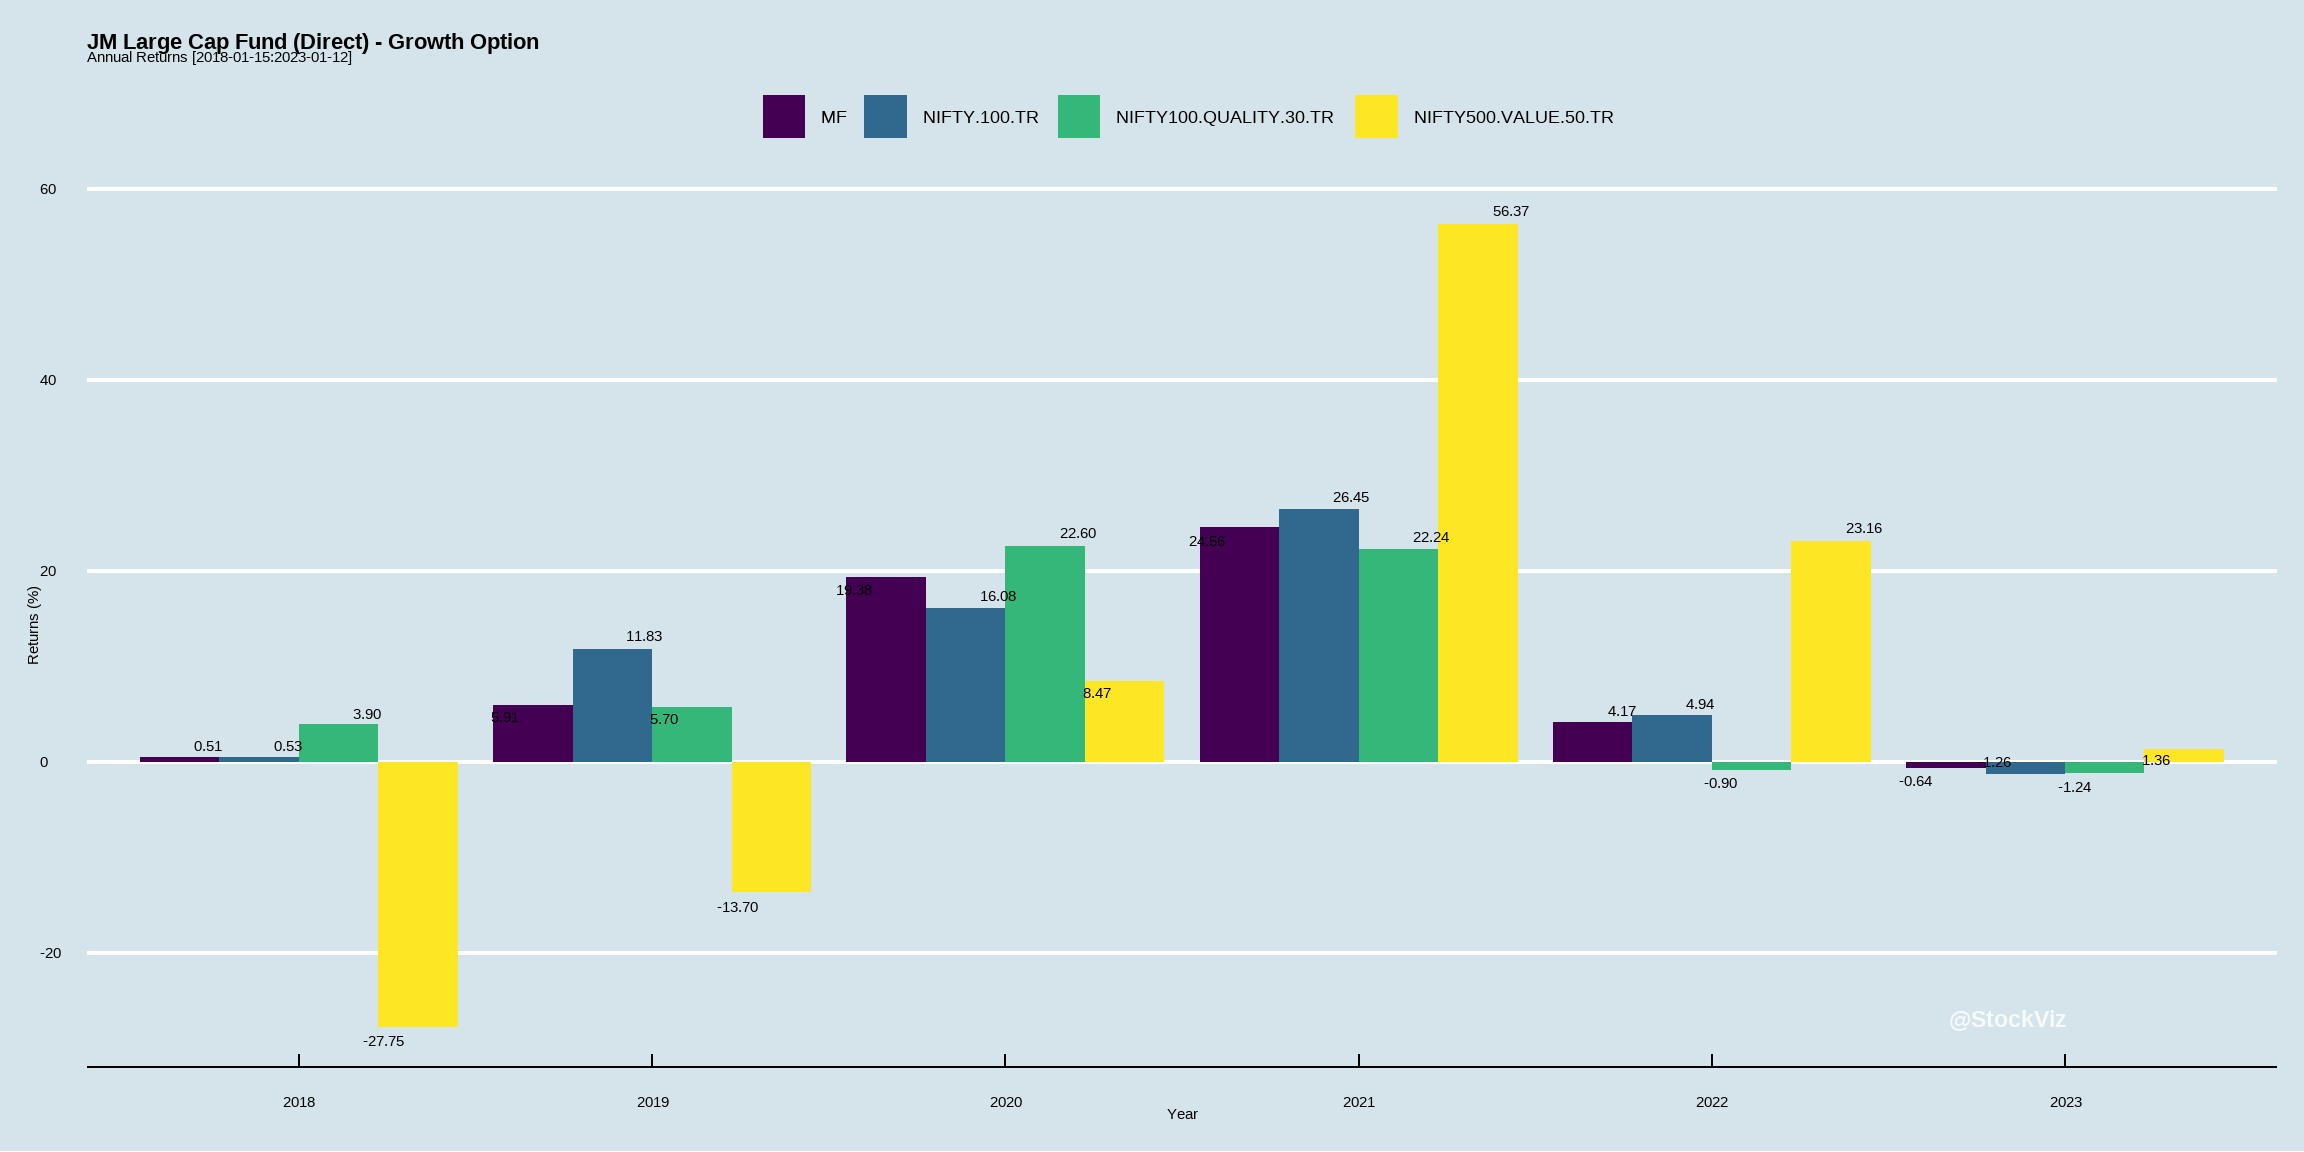 JM Large Cap Fund (Direct) - Growth Option
Annual Returns [2018-01-15:2023-01-12]
MF NIFTY.100.TR NIFTY100.QUALITY.30.TR NIFTY500.VALUE.50.TR
60
40
20
0
-20
Returns (%)
0.51 0.53 3.90 -27.75
5.91 11.83 5.70 -13.70
19.38 16.08 22.60 8.47
24.56 26.45 22.24 56.37
4.17 4.94 -0.90 23.16
-0.64 1.26 -1.24 1.36
@StockViz
2018 2019 2020 2021 2022 2023
Year